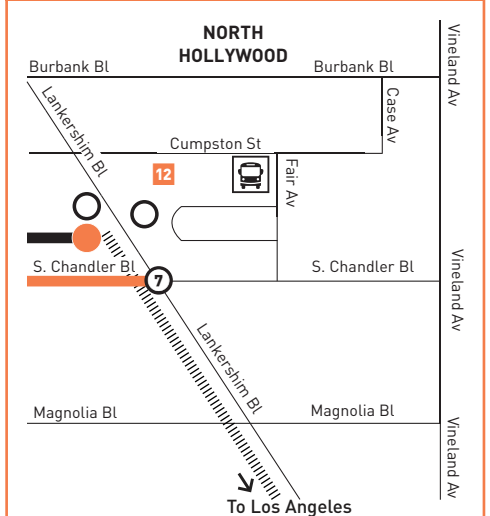 NORTH
HOLLYWOOD
Burbank Bl
Burbank Bl
Vineland Av
Lankershim Bl
Case Av
Cumpston St
12
Fair Av
S. Chandler Bl
S. Chandler Bl
7
Vineland Av
Lankershim Bl
Magnolia Bl
Magnolia Bl
Vineland Av
To Los Angeles